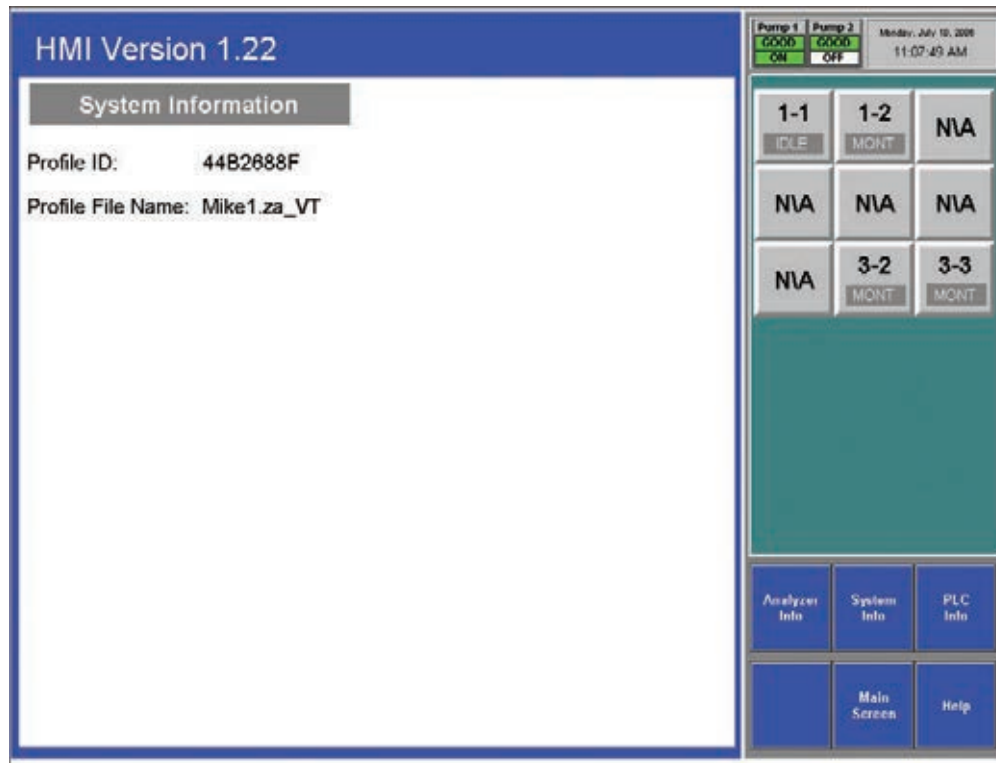 HMI Version 1.22
System Information
Profile ID: 44B2688F
Profile File Name: Mike1.za_VT
Pump 1 Pump 2
GOOD GOOD
ON OFF
Monday, July 10, 2006
11:07:49 AM
1-1 1-2 N\A
IDLE MONT
N\A N\A N\A
N\A 3-2 3-3
MONT MONT
Analyzer Info
System Info
PLC Info
Main Screen
Help